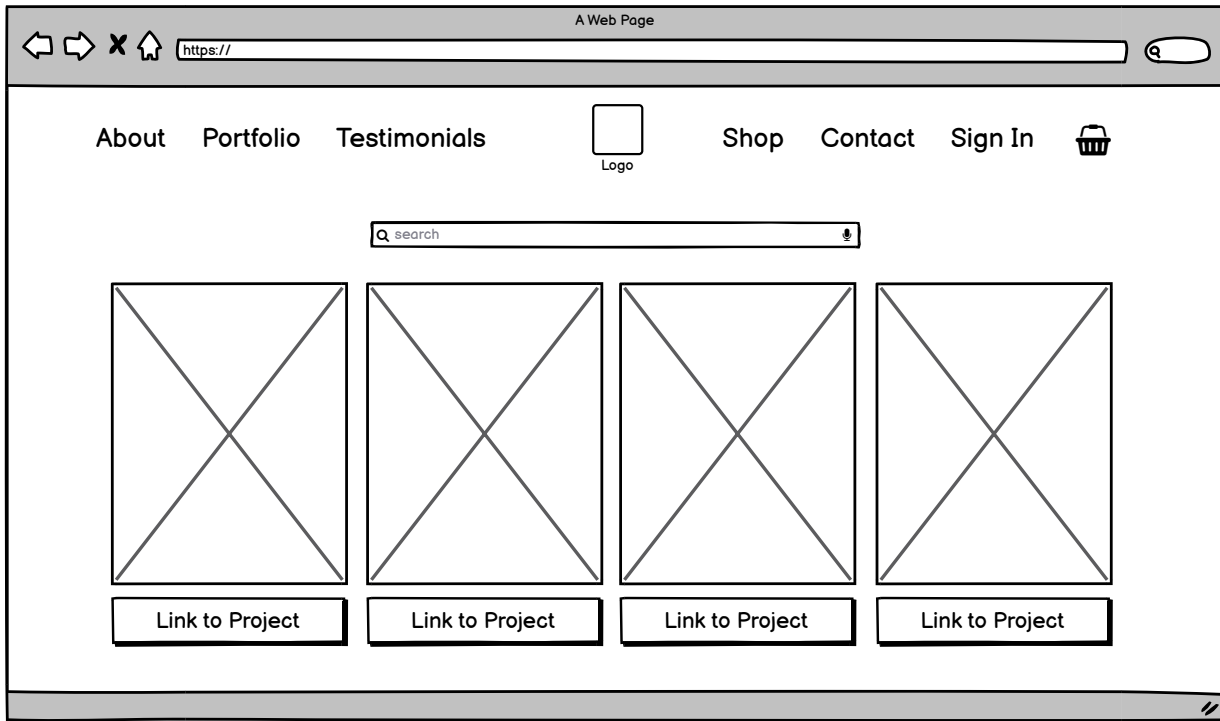 A Web Page
https://
About Portfolio Testimonials Logo Shop Contact Sign In
search
Link to Project Link to Project Link to Project Link to Project